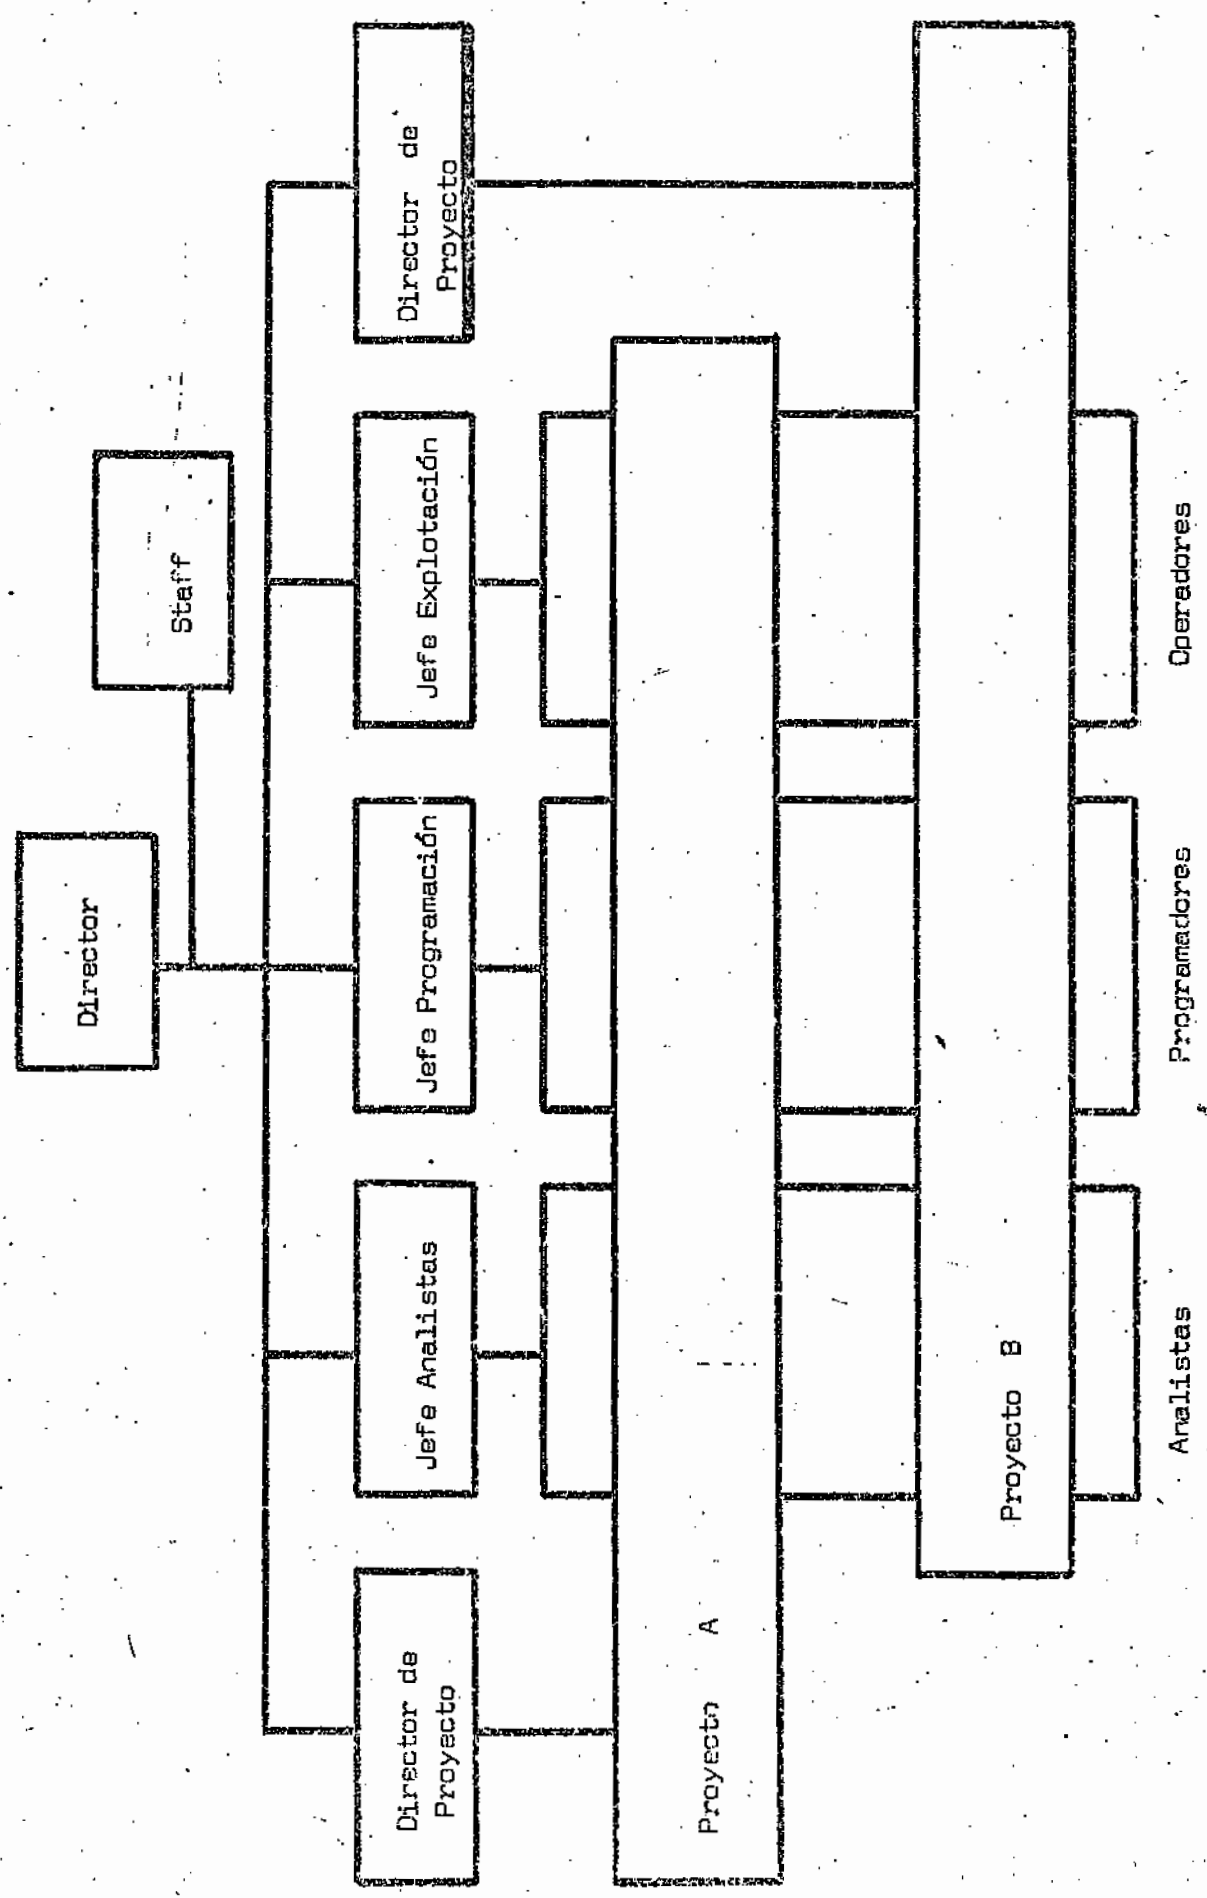 Director
Staff
Director de
Proyecto
Jefe Analistas
Jefe Programación
Jefe Explotación
Director de
Proyecto
Proyecto A
Proyecto B
Analistas
Programadores
Operadores